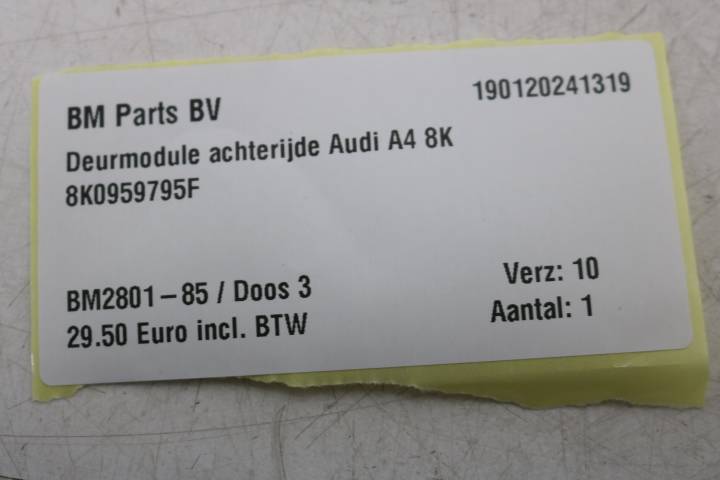 BM Parts BV
190120241319
Deurmodule achterijde Audi A4 8K
8K0959795F
BM2801-85 / Doos 3
Verz: 10
29.50 Euro incl. BTW
Aantal: 1